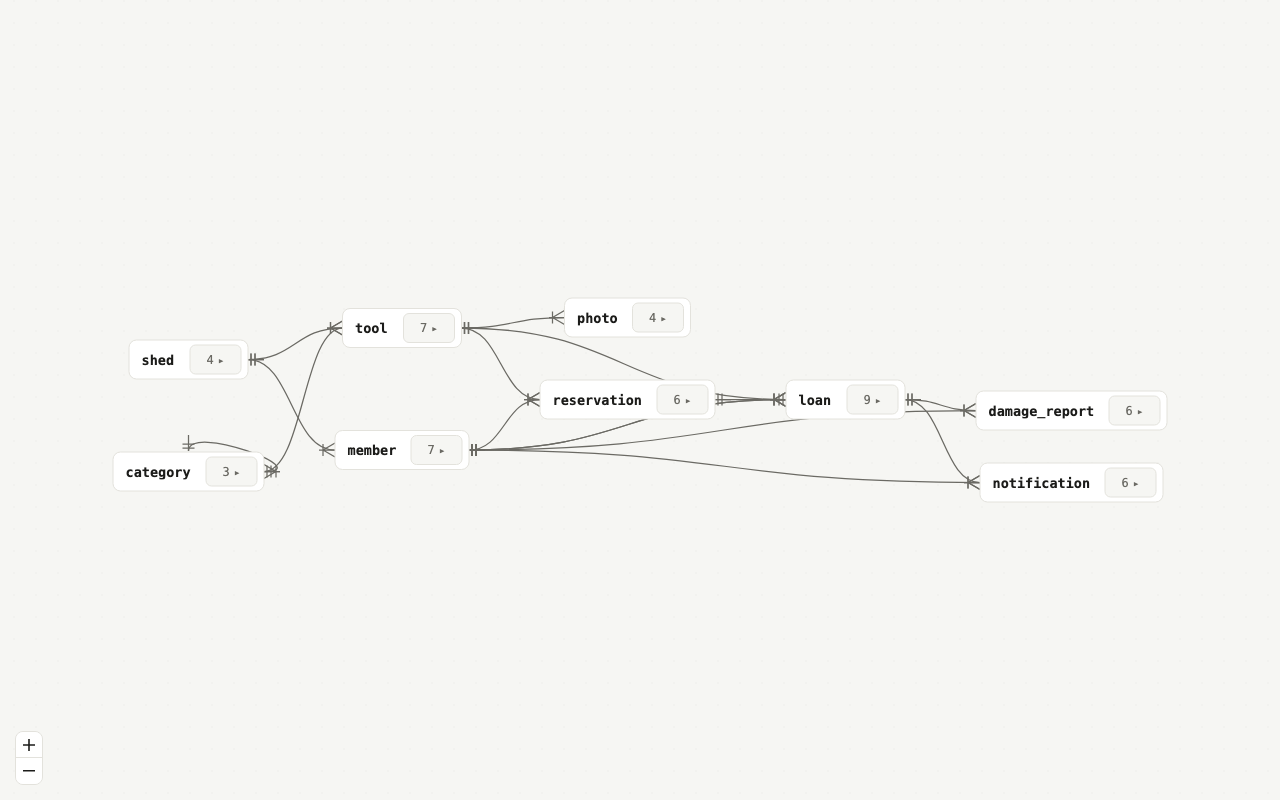 photo 4 ▸
tool 7 ▸
shed 4 ▸
reservation 6 ▸
loan 9 ▸
damage_report 6 ▸
member 7 ▸
category 3 ▸
notification 6 ▸
+
−